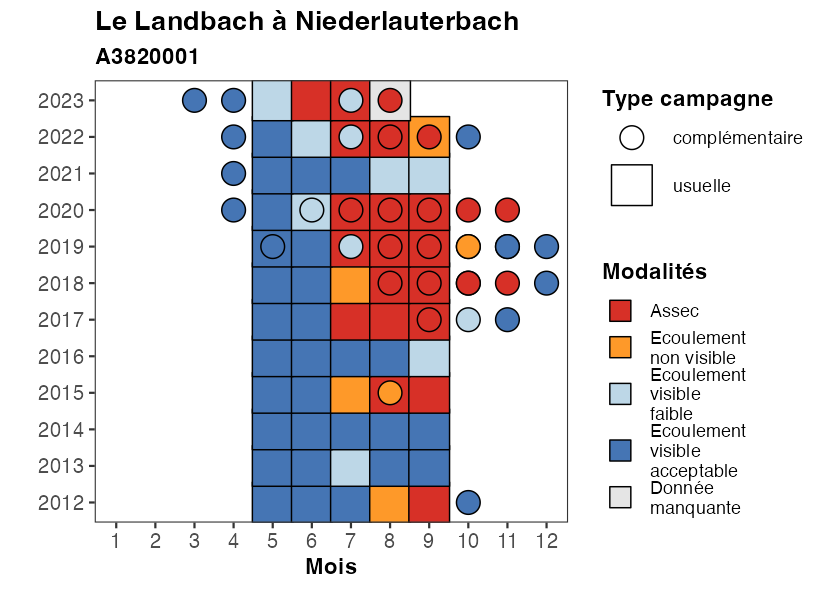 Le Landbach à Niederlauterbach
A3820001
2023
2022
2021
2020
2019
2018
2017
2016
2015
2014
2013
2012
1 2 3 4 5 6 7 8 9 10 11 12
Mois
Type campagne
complémentaire
usuelle
Modalités
Assec
Ecoulement
non visible
Ecoulement
visible
faible
Ecoulement
visible
acceptable
Donnée
manquante